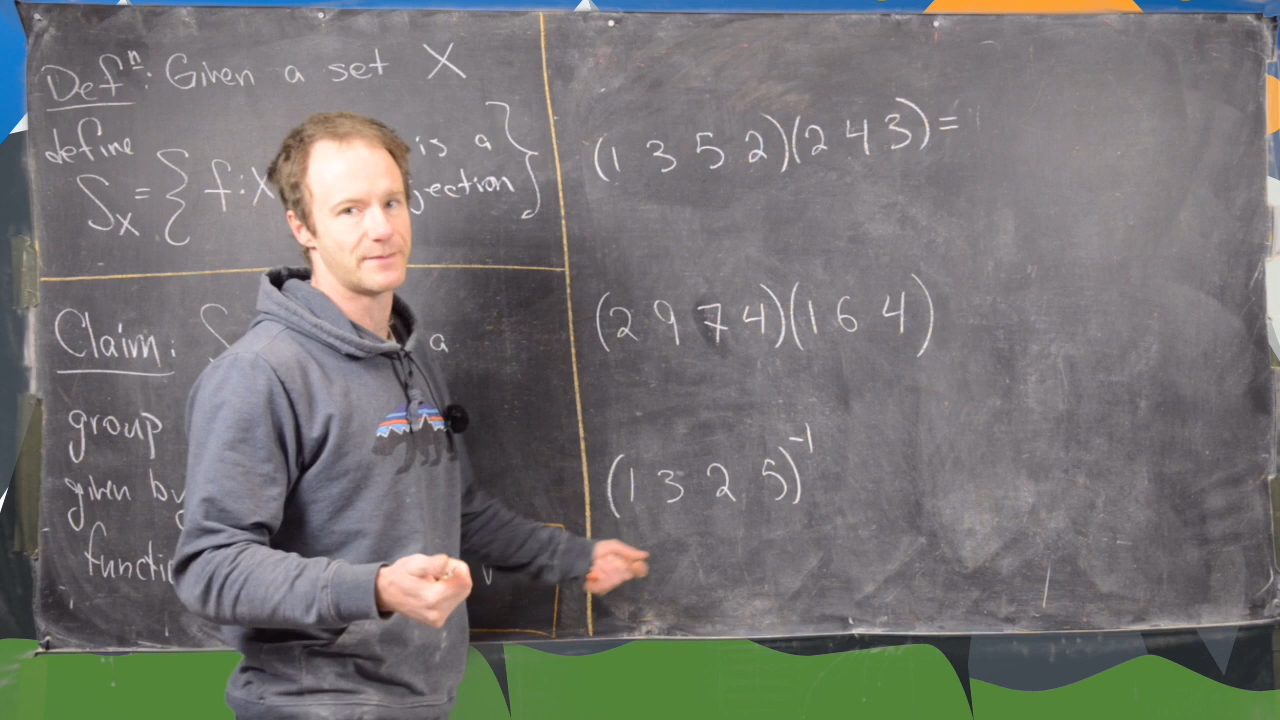 Defⁿ: Given a set X
define
S_X = { f: X is a
jection }
Claim: S a
group
given by
functi
(1 3 5 2)(2 4 3) =
(2 9 7 4)(1 6 4)
(1 3 2 5)⁻¹